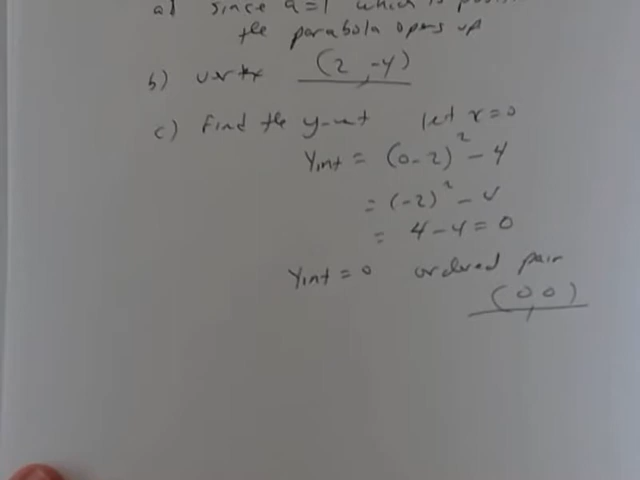 a) since a=1 which is
the parabola opens up
b) vertex (2, -4)
c) Find the y-int let x=0
Yint = (0-2)² - 4
= (-2)² - 4
= 4 - 4 = 0
Yint = 0 ordered pair
(0,0)